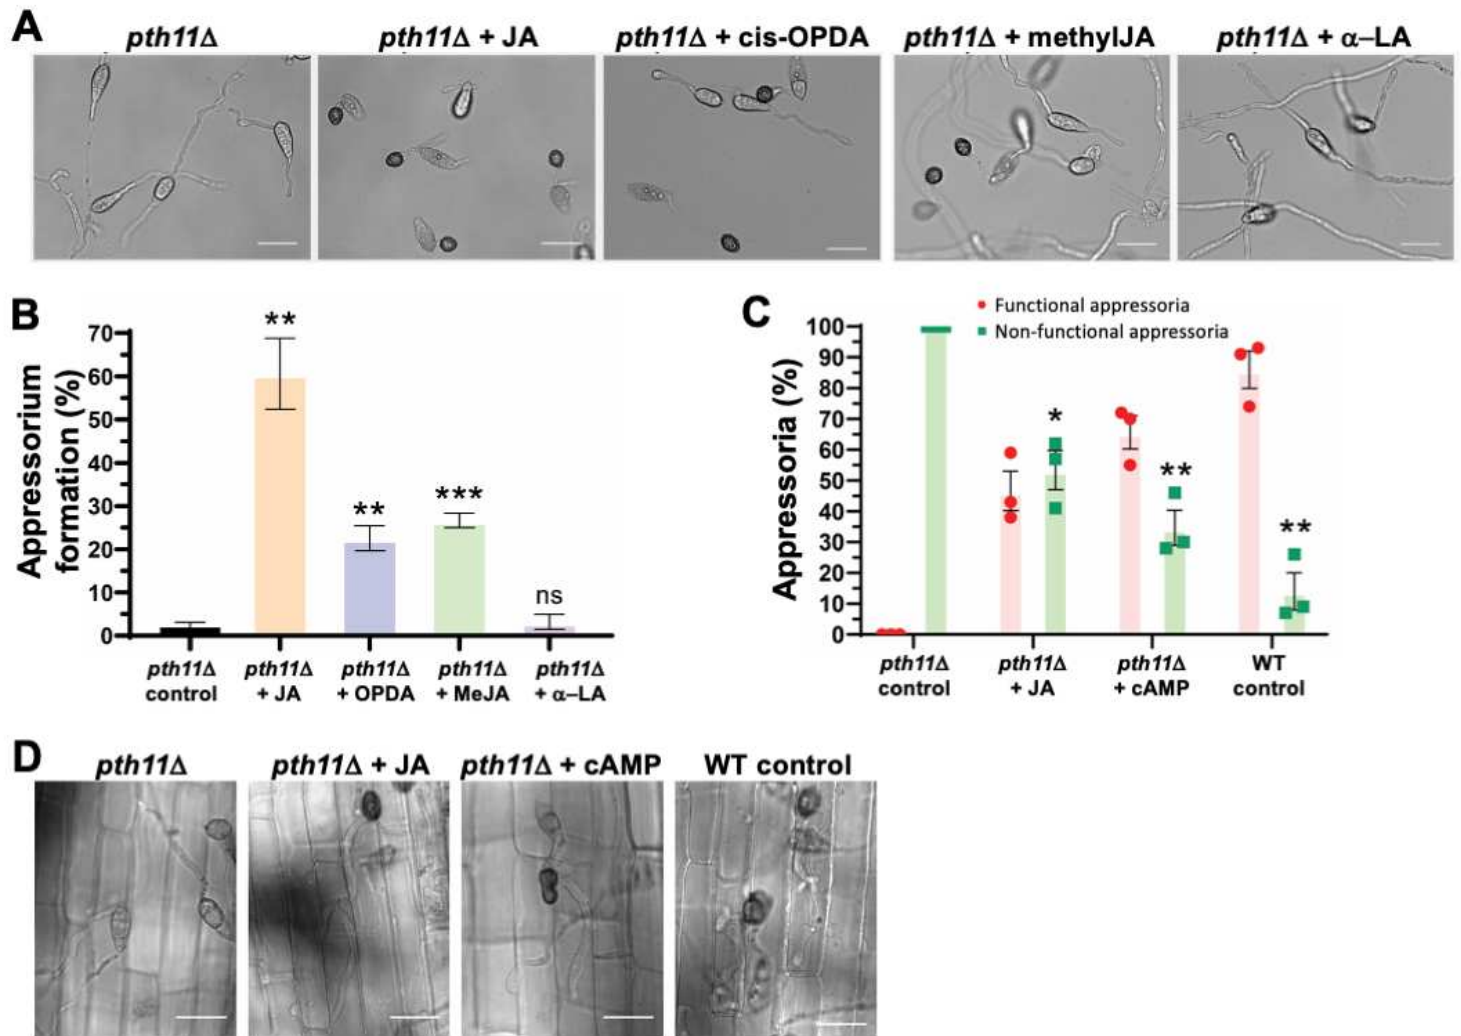 A
pth11Δ
pth11Δ + JA
pth11Δ + cis-OPDA
pth11Δ + methylJA
pth11Δ + α–LA
B
Appressorium
formation (%)
70
60
50
40
30
20
10
0
**
**
***
ns
pth11Δ
control
pth11Δ
+ JA
pth11Δ
+ OPDA
pth11Δ
+ MeJA
pth11Δ
+ α–LA
C
Functional appressoria
Non-functional appressoria
Appressoria (%)
100
90
80
70
60
50
40
30
20
10
0
*
**
**
pth11Δ
control
pth11Δ
+ JA
pth11Δ
+ cAMP
WT
control
D
pth11Δ
pth11Δ + JA
pth11Δ + cAMP
WT control